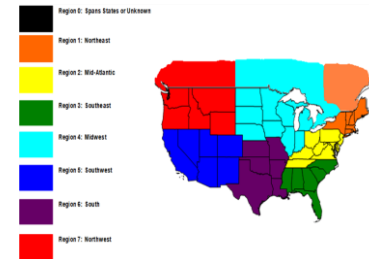 Region 0: Spans States or Unknown
Region 1: Northeast
Region 2: Mid-Atlantic
Region 3: Southeast
Region 4: Midwest
Region 5: Southwest
Region 6: South
Region 7: Northwest